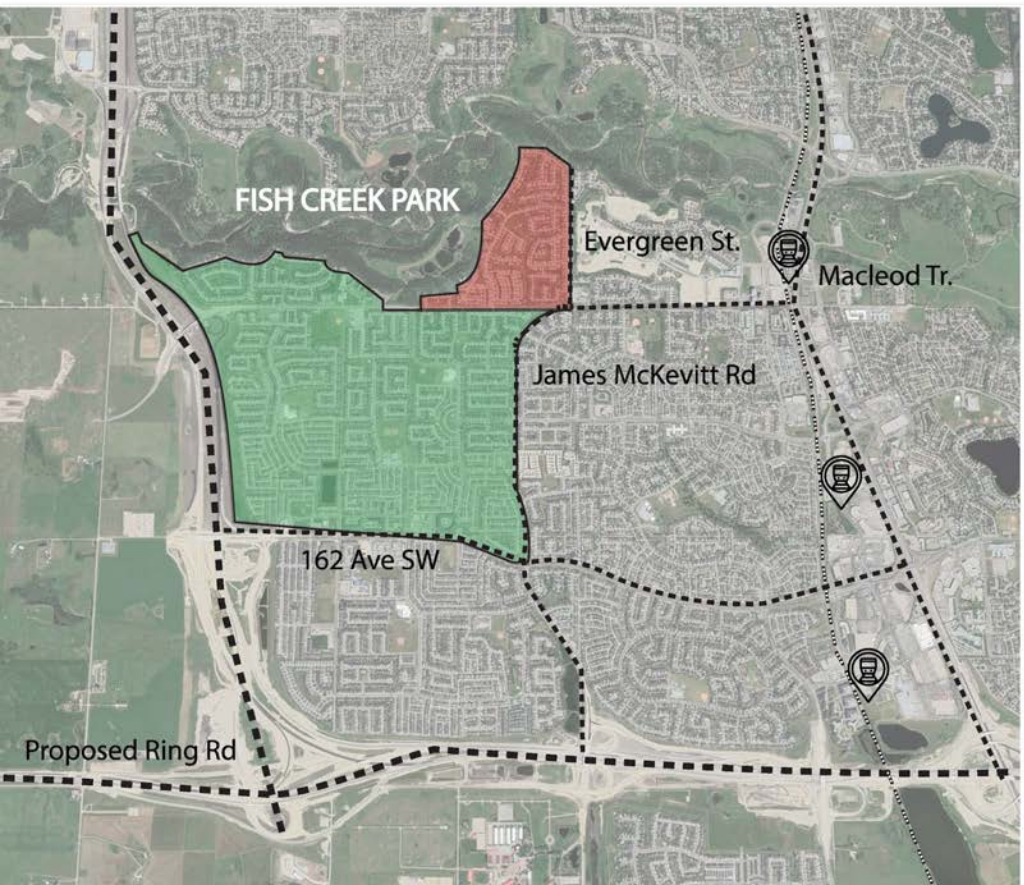 FISH CREEK PARK
Evergreen St.
Macleod Tr.
James McKevitt Rd
162 Ave SW
Proposed Ring Rd